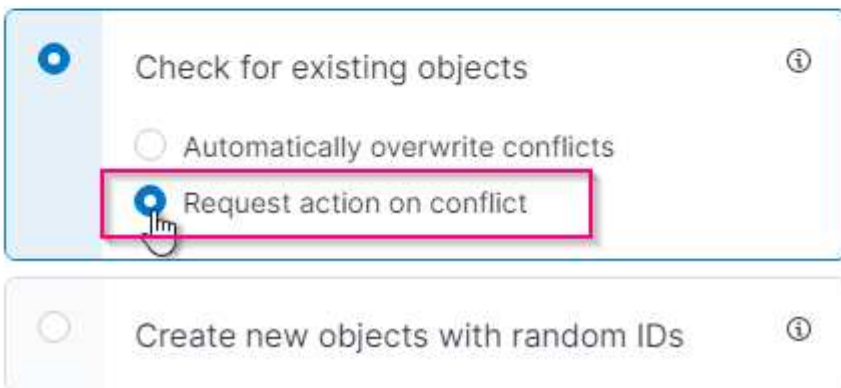 Check for existing objects
Automatically overwrite conflicts
Request action on conflict
Create new objects with random IDs